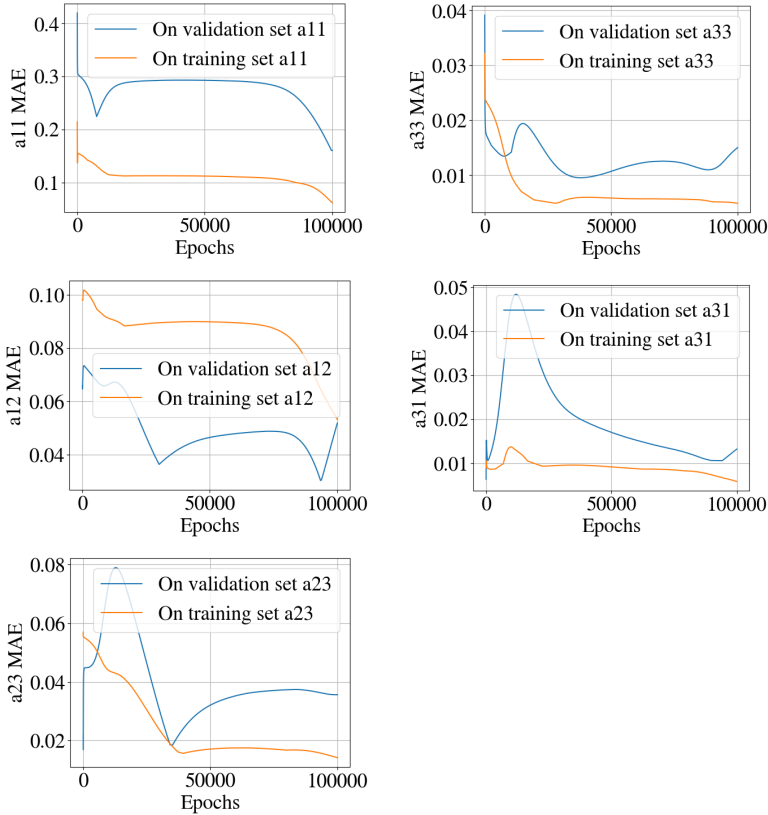 0.4
0.3
0.2
0.1
a11 MAE
On validation set a11
On training set a11
0 50000 100000
Epochs
0.04
0.03
0.02
0.01
a33 MAE
On validation set a33
On training set a33
0 50000 100000
Epochs
0.10
0.08
0.06
0.04
a12 MAE
On validation set a12
On training set a12
0 50000 100000
Epochs
0.05
0.04
0.03
0.02
0.01
a31 MAE
On validation set a31
On training set a31
0 50000 100000
Epochs
0.08
0.06
0.04
0.02
a23 MAE
On validation set a23
On training set a23
0 50000 100000
Epochs